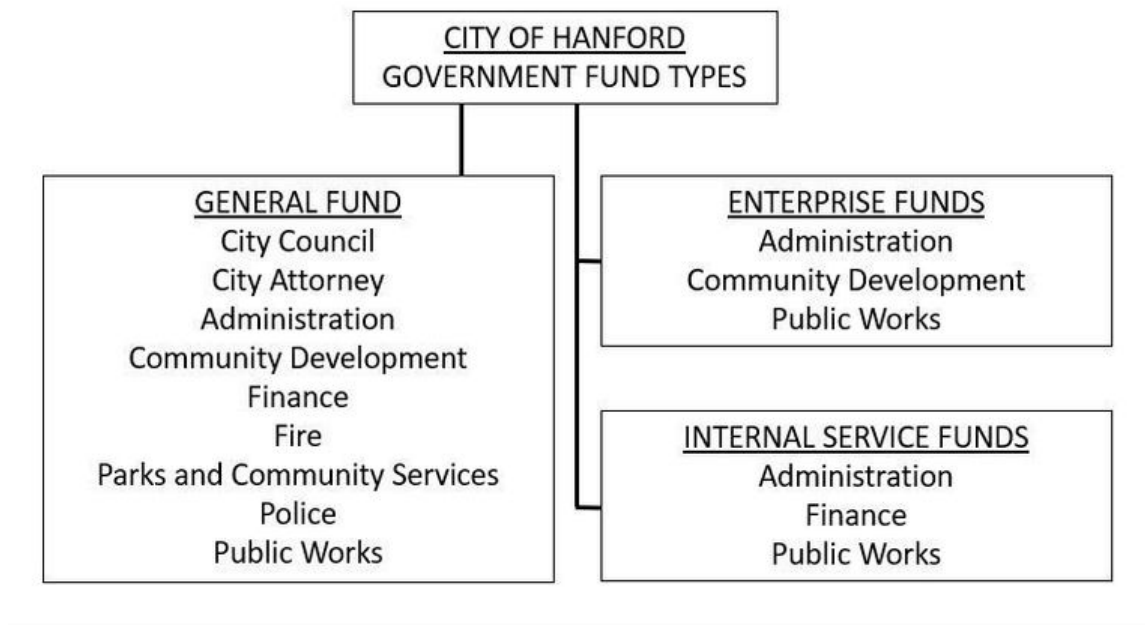 CITY OF HANFORD
GOVERNMENT FUND TYPES
GENERAL FUND
City Council
City Attorney
Administration
Community Development
Finance
Fire
Parks and Community Services
Police
Public Works
ENTERPRISE FUNDS
Administration
Community Development
Public Works
INTERNAL SERVICE FUNDS
Administration
Finance
Public Works